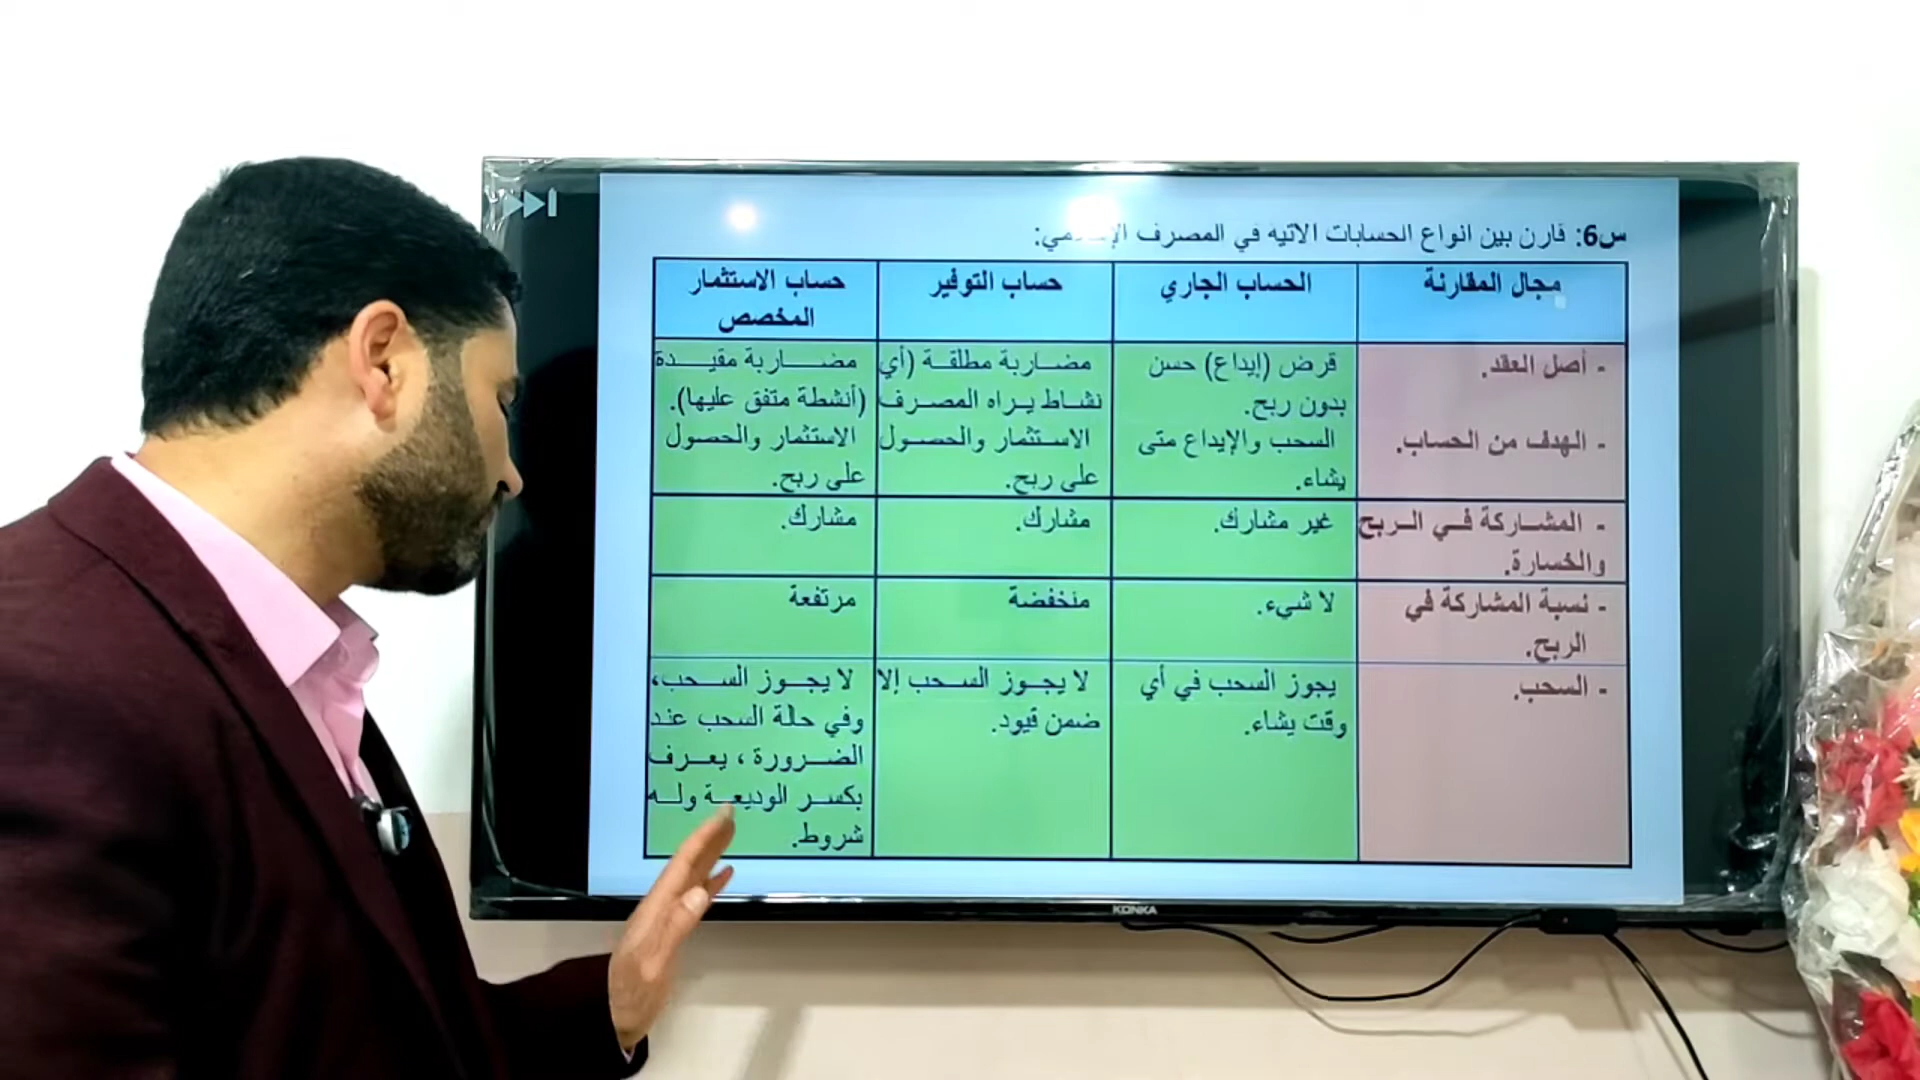 س6: قارن بين انواع الحسابات الآتيه في المصرف الإسلامي:
مجال المقارنة
الحساب الجاري
حساب التوفير
حساب الاستثمار
المخصص
- أصل العقد.
- الهدف من الحساب.
قرض (إيداع) حسن
بدون ربح.
السحب والإيداع متى
يشاء.
مضاربة مطلقة (أي
نشاط يراه المصرف
الاستثمار والحصول
على ربح.
مضاربة مقيدة
(أنشطة متفق عليها).
الاستثمار والحصول
على ربح.
- المشاركة في الربح
والخسارة.
غير مشارك.
مشارك.
مشارك.
- نسبة المشاركة في
الربح.
لا شيء.
منخفضة
مرتفعة
- السحب.
يجوز السحب في أي
وقت يشاء.
لا يجوز السحب إلا
ضمن قيود.
لا يجوز السحب،
وفي حالة السحب عند
الضرورة ، يعرف
بكسر الوديعة وله
شروط.
KONKA